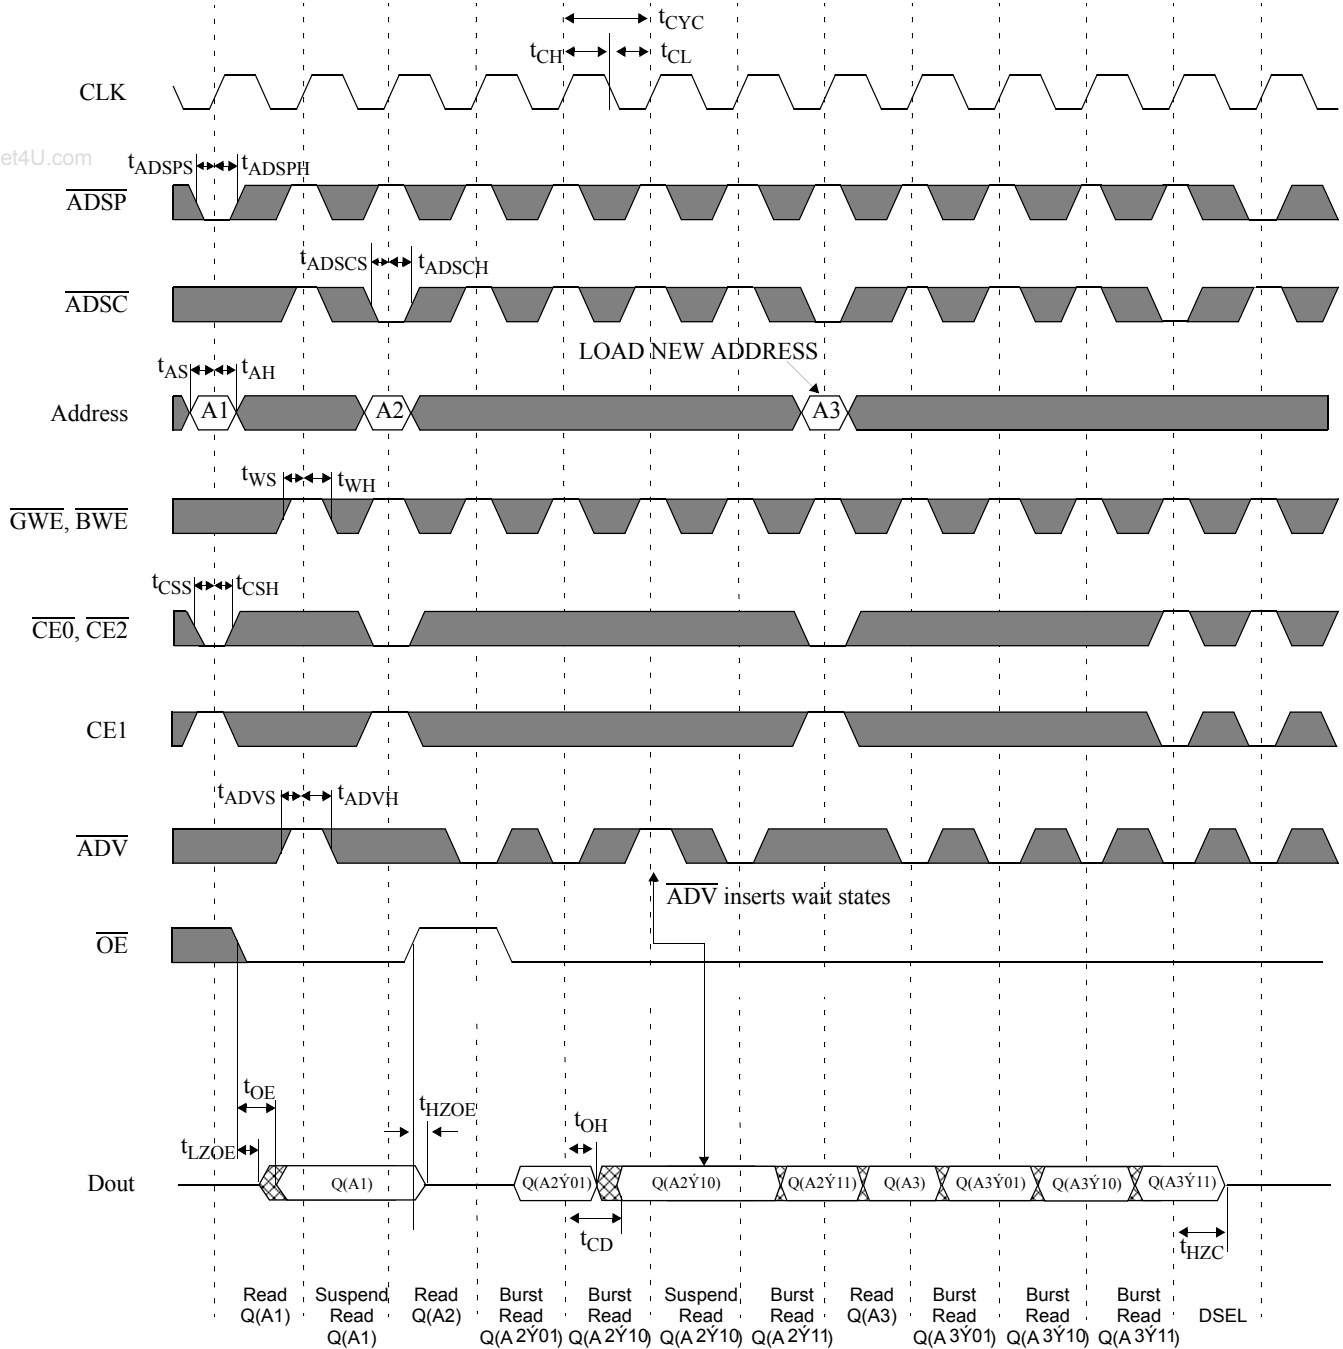 tCYC
tCH tCL
CLK
et4U.com
tADSPS tADSPH
ADSP
tADSCS tADSCH
ADSC
LOAD NEW ADDRESS
tAS tAH
Address A1 A2 A3
tWS tWH
GWE, BWE
tCSS tCSH
CE0, CE2
CE1
tADVS tADVH
ADV
ADV inserts wait states
OE
tOE
tHZOE
tOH
tLZOE
Dout Q(A1) Q(A2Ý01) Q(A2Ý10) Q(A2Ý11) Q(A3) Q(A3Ý01) Q(A3Ý10) Q(A3Ý11)
tCD
tHZC
Read Suspend Read Burst Burst Suspend Burst Read Burst Burst Burst
Q(A1) Read Q(A2) Read Read Read Read Q(A3) Read Read Read DSEL
Q(A1) Q(A 2Ý01) Q(A 2Ý10) Q(A 2Ý10) Q(A 2Ý11) Q(A 3Ý01) Q(A 3Ý10) Q(A 3Ý11)